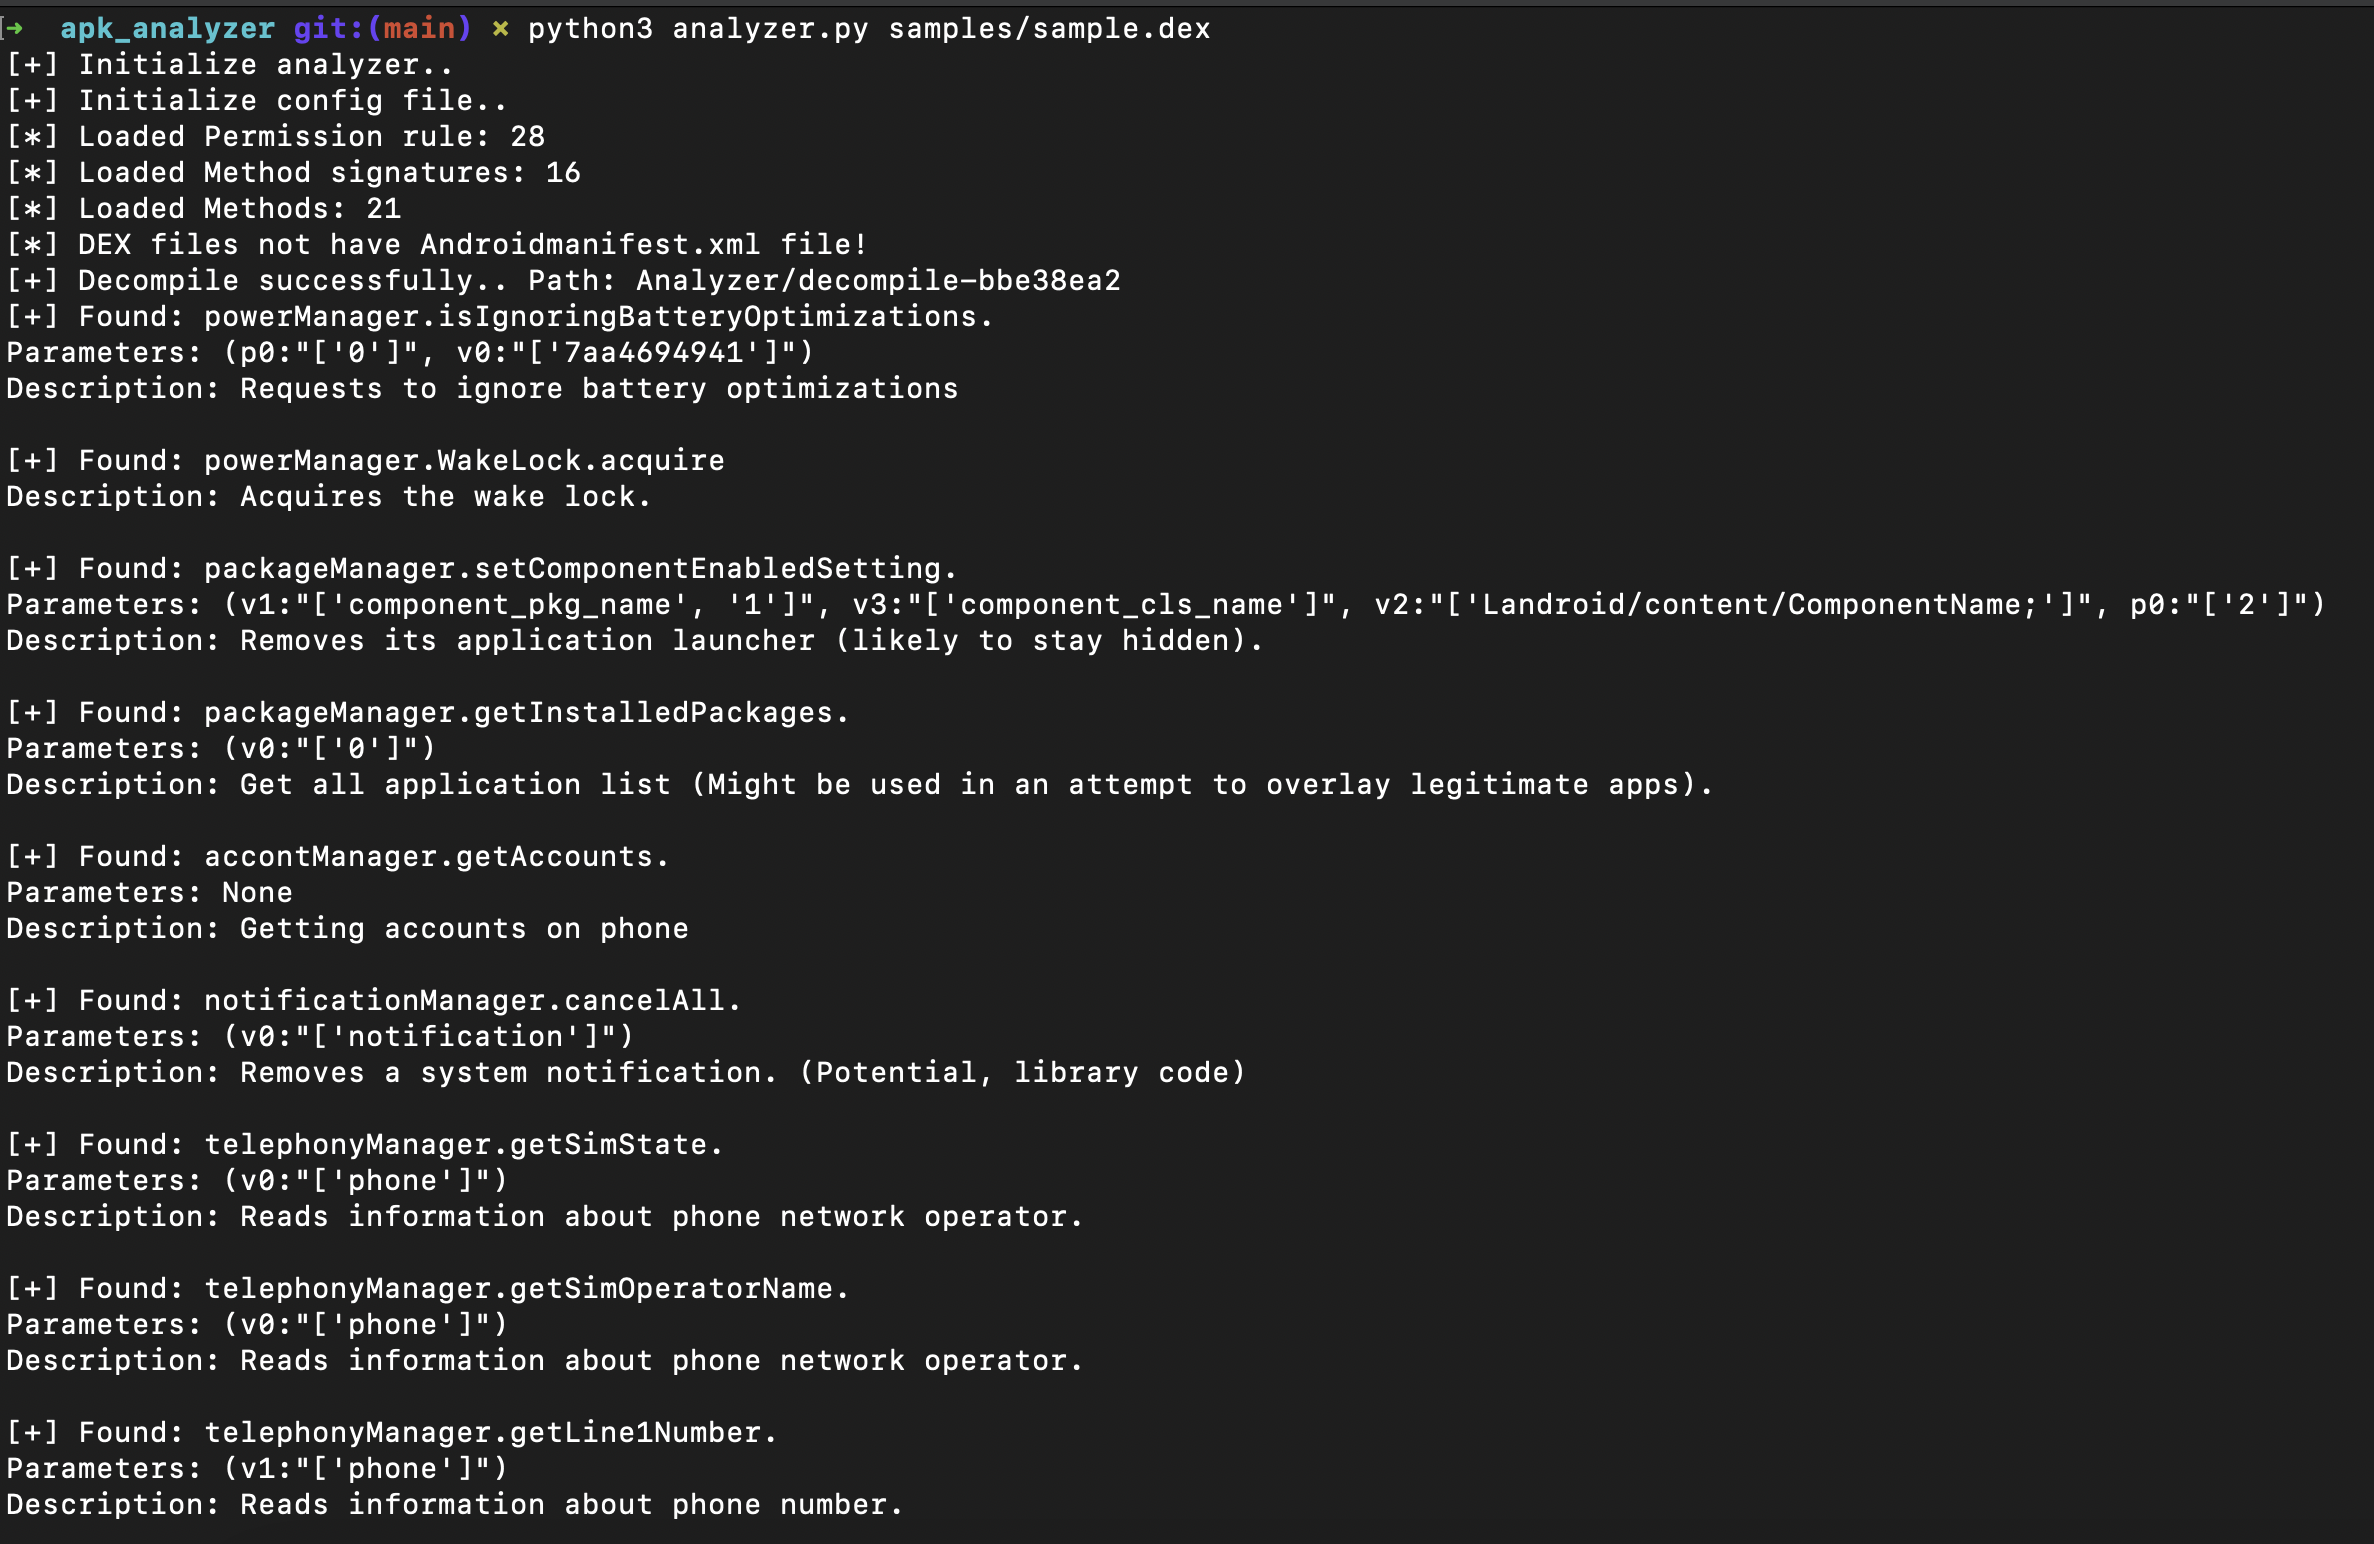 ➜  apk_analyzer git:(main) ✗ python3 analyzer.py samples/sample.dex
[+] Initialize analyzer..
[+] Initialize config file..
[*] Loaded Permission rule: 28
[*] Loaded Method signatures: 16
[*] Loaded Methods: 21
[*] DEX files not have Androidmanifest.xml file!
[+] Decompile successfully.. Path: Analyzer/decompile-bbe38ea2
[+] Found: powerManager.isIgnoringBatteryOptimizations.
Parameters: (p0:"['0']", v0:"['7aa4694941']")
Description: Requests to ignore battery optimizations

[+] Found: powerManager.WakeLock.acquire
Description: Acquires the wake lock.

[+] Found: packageManager.setComponentEnabledSetting.
Parameters: (v1:"['component_pkg_name', '1']", v3:"['component_cls_name']", v2:"['Landroid/content/ComponentName;']", p0:"['2']")
Description: Removes its application launcher (likely to stay hidden).

[+] Found: packageManager.getInstalledPackages.
Parameters: (v0:"['0']")
Description: Get all application list (Might be used in an attempt to overlay legitimate apps).

[+] Found: accontManager.getAccounts.
Parameters: None
Description: Getting accounts on phone

[+] Found: notificationManager.cancelAll.
Parameters: (v0:"['notification']")
Description: Removes a system notification. (Potential, library code)

[+] Found: telephonyManager.getSimState.
Parameters: (v0:"['phone']")
Description: Reads information about phone network operator.

[+] Found: telephonyManager.getSimOperatorName.
Parameters: (v0:"['phone']")
Description: Reads information about phone network operator.

[+] Found: telephonyManager.getLine1Number.
Parameters: (v1:"['phone']")
Description: Reads information about phone number.